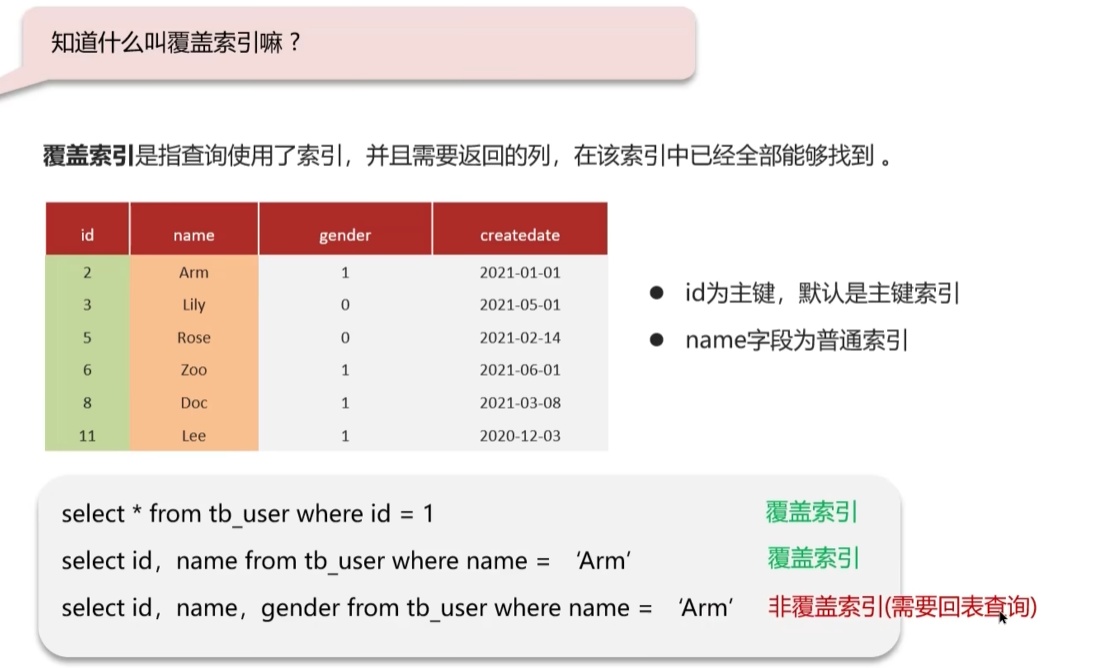 知道什么叫覆盖索引嘛？
覆盖索引是指查询使用了索引，并且需要返回的列，在该索引中已经全部能够找到 。
id name gender createdate
2 Arm 1 2021-01-01
3 Lily 0 2021-05-01
5 Rose 0 2021-02-14
6 Zoo 1 2021-06-01
8 Doc 1 2021-03-08
11 Lee 1 2020-12-03
● id为主键，默认是主键索引
● name字段为普通索引
select * from tb_user where id = 1 覆盖索引
select id，name from tb_user where name = ‘Arm’ 覆盖索引
select id，name，gender from tb_user where name = ‘Arm’ 非覆盖索引(需要回表查询)